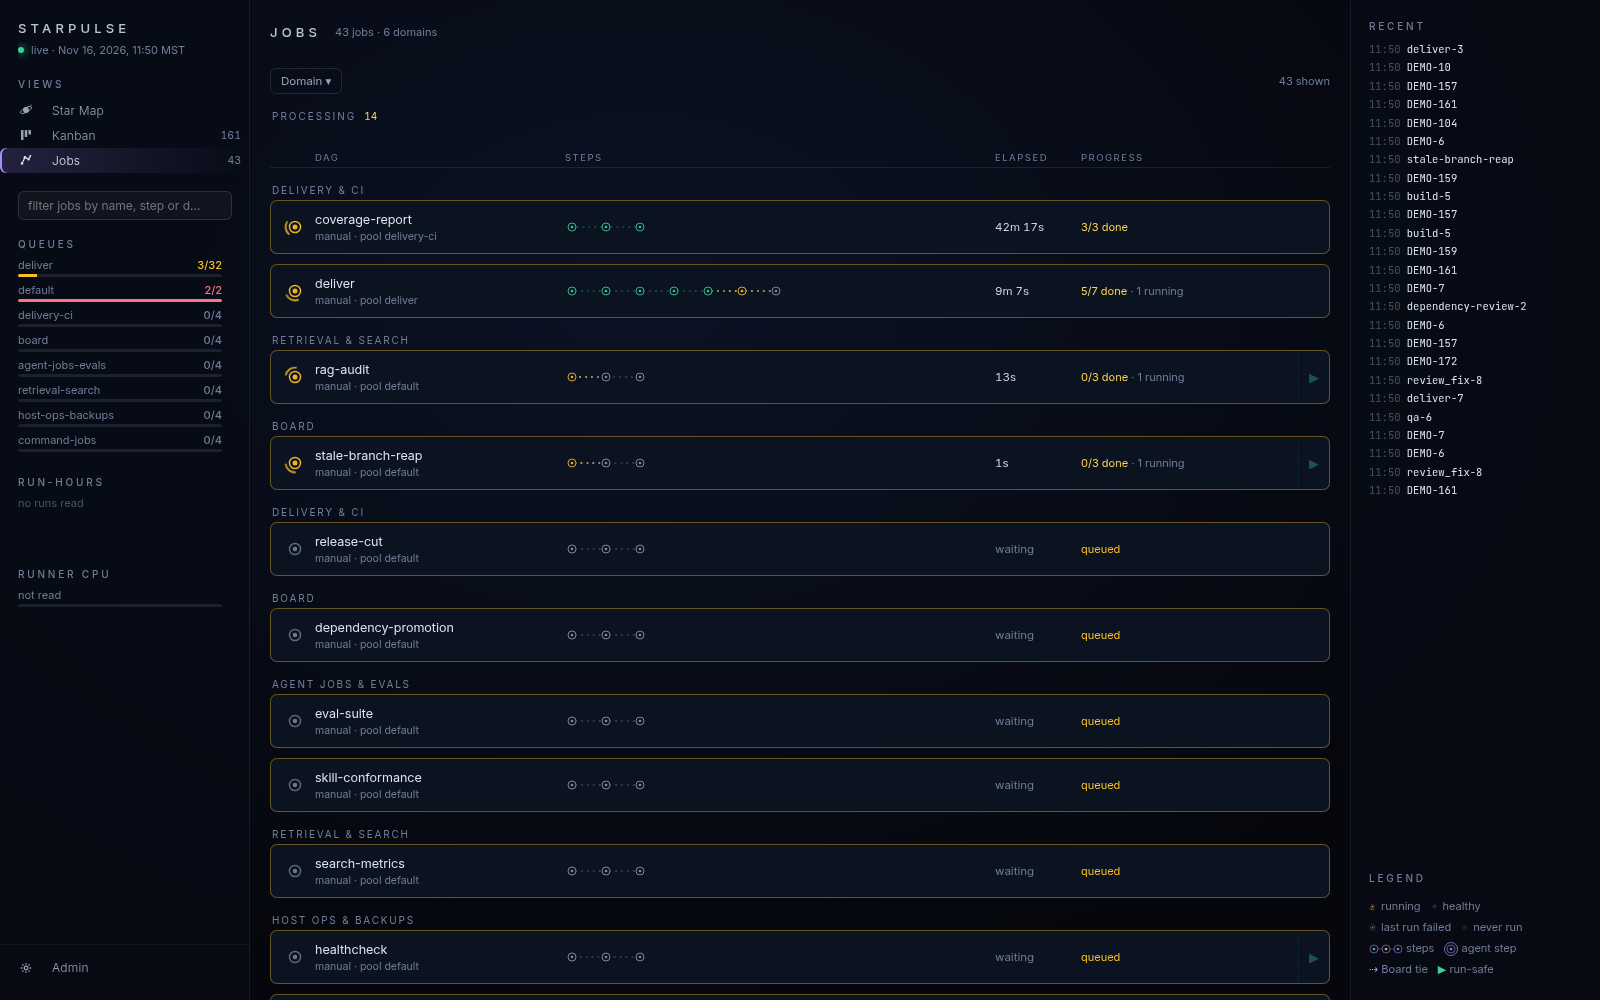 STARPULSE
live · Nov 16, 2026, 11:50 MST
VIEWS
Star Map
Kanban 161
Jobs 43
filter jobs by name, step or d...
QUEUES
deliver 3/32
default 2/2
delivery-ci 0/4
board 0/4
agent-jobs-evals 0/4
retrieval-search 0/4
host-ops-backups 0/4
command-jobs 0/4
RUN-HOURS
no runs read
RUNNER CPU
not read
Admin
JOBS 43 jobs · 6 domains
Domain ▾ 43 shown
PROCESSING 14
DAG STEPS ELAPSED PROGRESS
DELIVERY & CI
coverage-report 42m 17s 3/3 done
manual · pool delivery-ci
deliver 9m 7s 5/7 done · 1 running
manual · pool deliver
RETRIEVAL & SEARCH
rag-audit 13s 0/3 done · 1 running
manual · pool default
BOARD
stale-branch-reap 1s 0/3 done · 1 running
manual · pool default
DELIVERY & CI
release-cut waiting queued
manual · pool default
BOARD
dependency-promotion waiting queued
manual · pool default
AGENT JOBS & EVALS
eval-suite waiting queued
manual · pool default
skill-conformance waiting queued
manual · pool default
RETRIEVAL & SEARCH
search-metrics waiting queued
manual · pool default
HOST OPS & BACKUPS
healthcheck waiting queued
manual · pool default
RECENT
11:50 deliver-3
11:50 DEMO-10
11:50 DEMO-157
11:50 DEMO-161
11:50 DEMO-104
11:50 DEMO-6
11:50 stale-branch-reap
11:50 DEMO-159
11:50 build-5
11:50 DEMO-157
11:50 build-5
11:50 DEMO-159
11:50 DEMO-161
11:50 DEMO-7
11:50 dependency-review-2
11:50 DEMO-6
11:50 DEMO-157
11:50 DEMO-172
11:50 review_fix-8
11:50 deliver-7
11:50 qa-6
11:50 DEMO-7
11:50 DEMO-6
11:50 review_fix-8
11:50 DEMO-161
LEGEND
running healthy
last run failed never run
steps agent step
Board tie run-safe